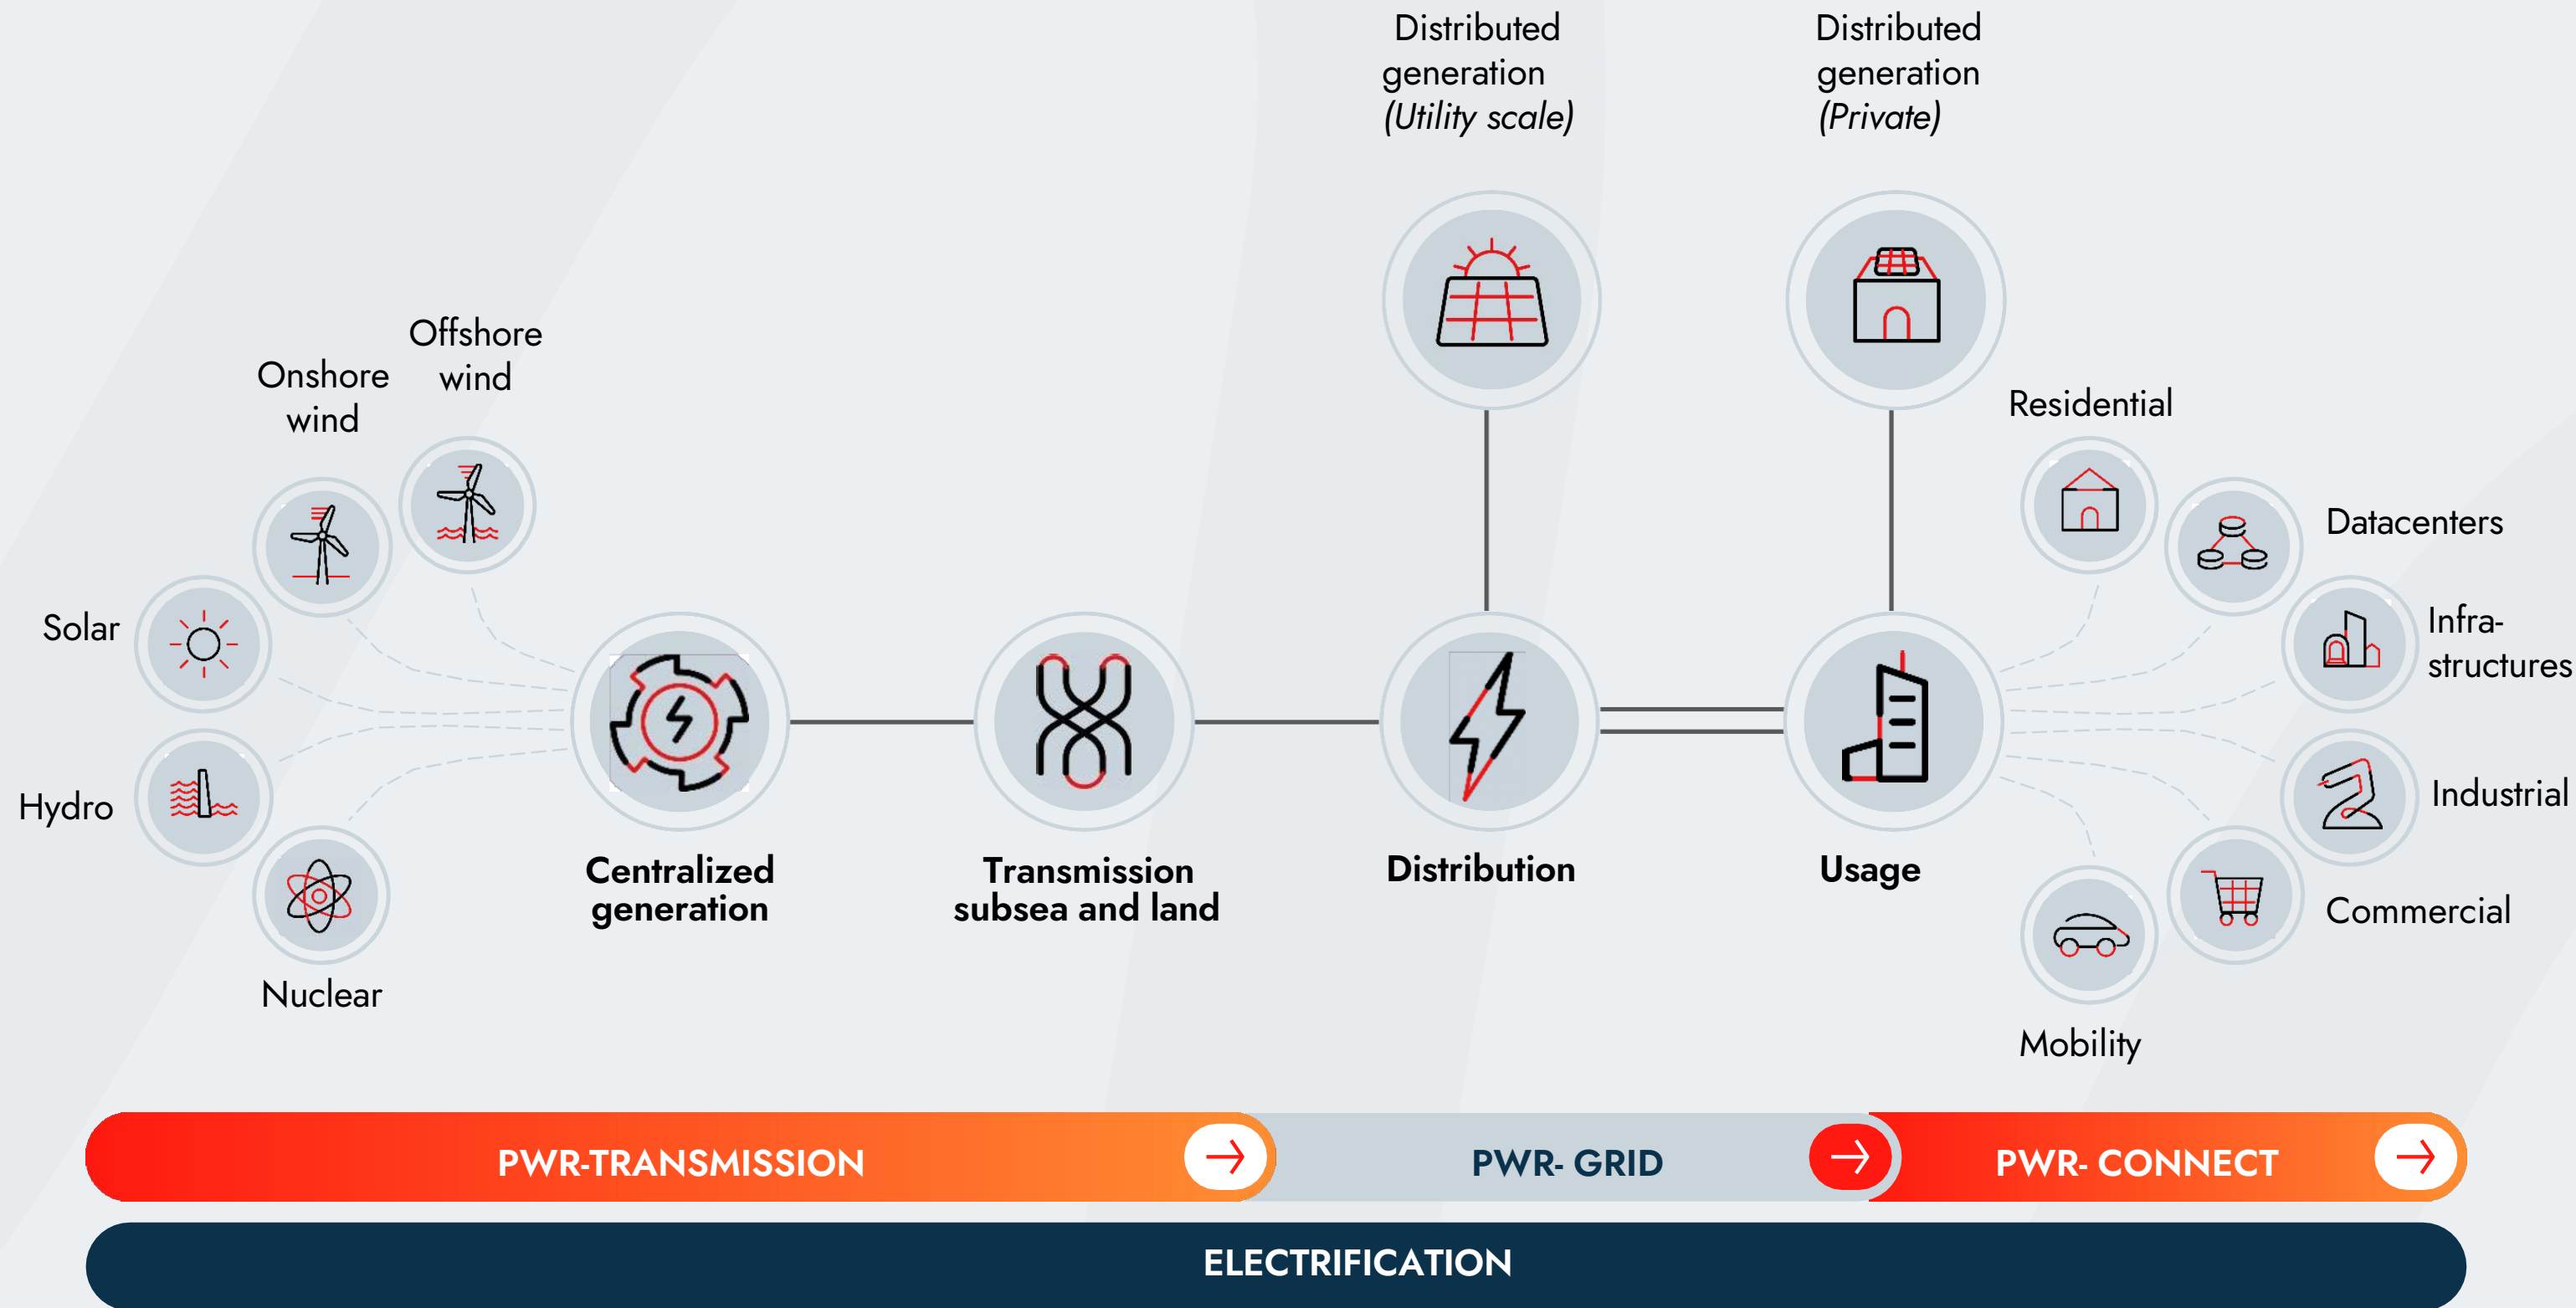 Distributed
generation
(Utility scale)
Distributed
generation
(Private)
Offshore
wind
Onshore
wind
Solar
Hydro
Nuclear
Residential
Datacenters
Infra-
structures
Industrial
Commercial
Mobility
Centralized
generation
Transmission
subsea and land
Distribution
Usage
PWR-TRANSMISSION
PWR- GRID
PWR- CONNECT
ELECTRIFICATION